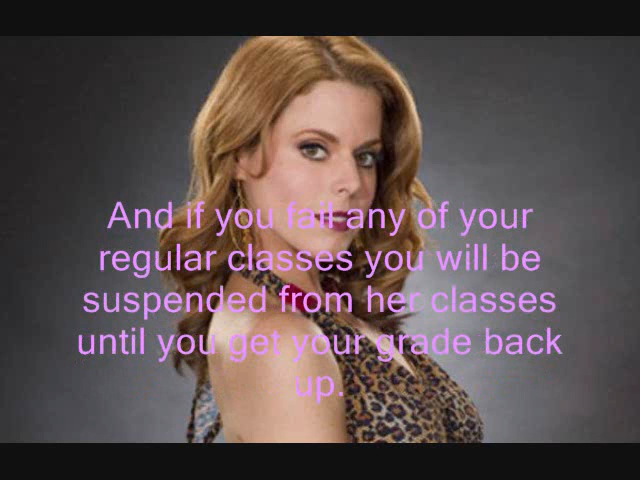 And if you fail any of your
regular classes you will be
suspended from her classes
until you get your grade back
up.